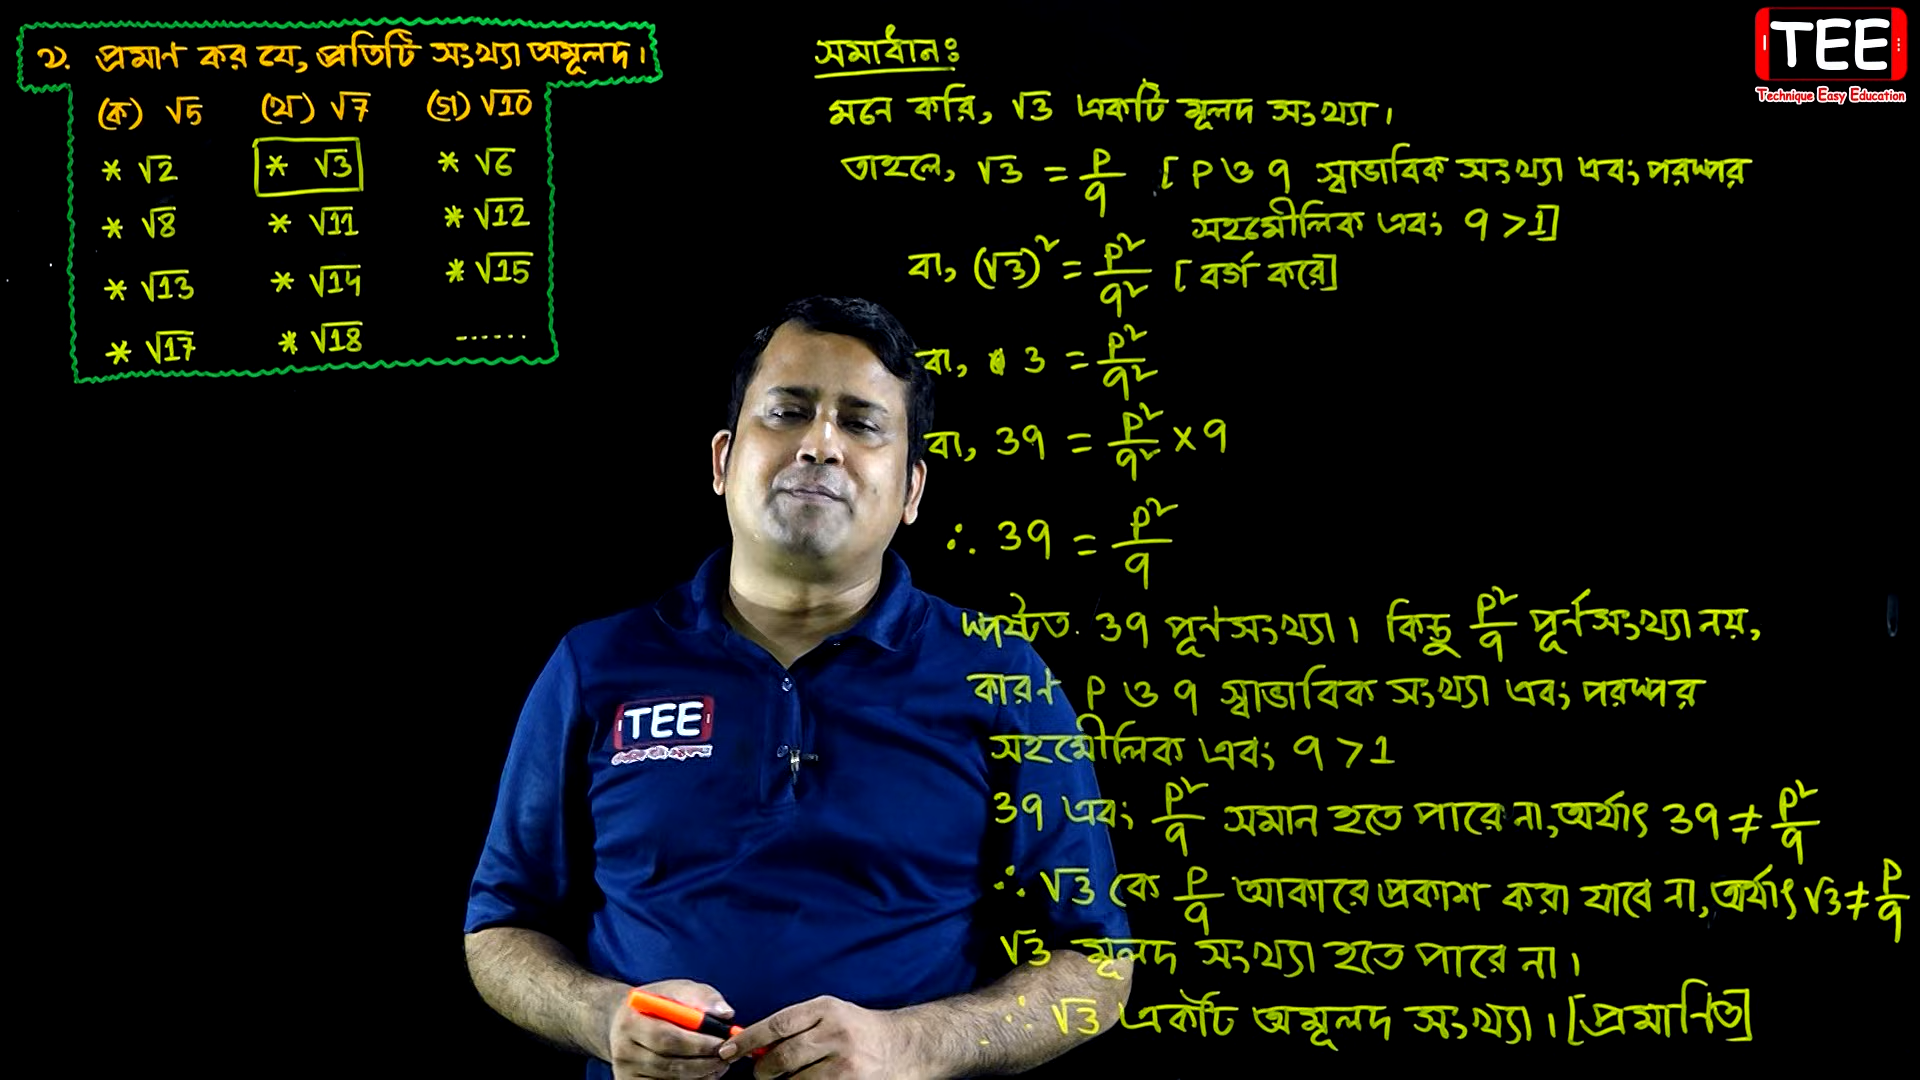 ১. প্রমাণ কর যে, প্রতিটি সংখ্যা অমূলদ।
(ক) √5 (খ) √7 (গ) √10
* √2 * √3 * √6
* √8 * √11 * √12
* √13 * √14 * √15
* √17 * √18 ......
সমাধানঃ
মনে করি, √3 একটি মূলদ সংখ্যা।
তাহলে, √3 = p/q [ p ও q স্বাভাবিক সংখ্যা এবং পরস্পর
সহমৌলিক এবং q > 1]
বা, (√3)² = p²/q² [ বর্গ করে]
বা, 3 = p²/q²
বা, 3q = p²/q² × q
∴ 3q = p²/q
স্পষ্টত. 3q পূর্ণসংখ্যা। কিন্তু p²/q পূর্ণসংখ্যা নয়,
কারণ p ও q স্বাভাবিক সংখ্যা এবং পরস্পর
সহমৌলিক এবং q > 1
3q এবং p²/q সমান হতে পারে না, অর্থাৎ 3q ≠ p²/q
∴ √3 কে p/q আকারে প্রকাশ করা যাবে না, অর্থাৎ √3 ≠ p/q
√3 মূলদ সংখ্যা হতে পারে না।
∴ √3 একটি অমূলদ সংখ্যা। [প্রমাণিত]
TEE
Technique Easy Education
TEE